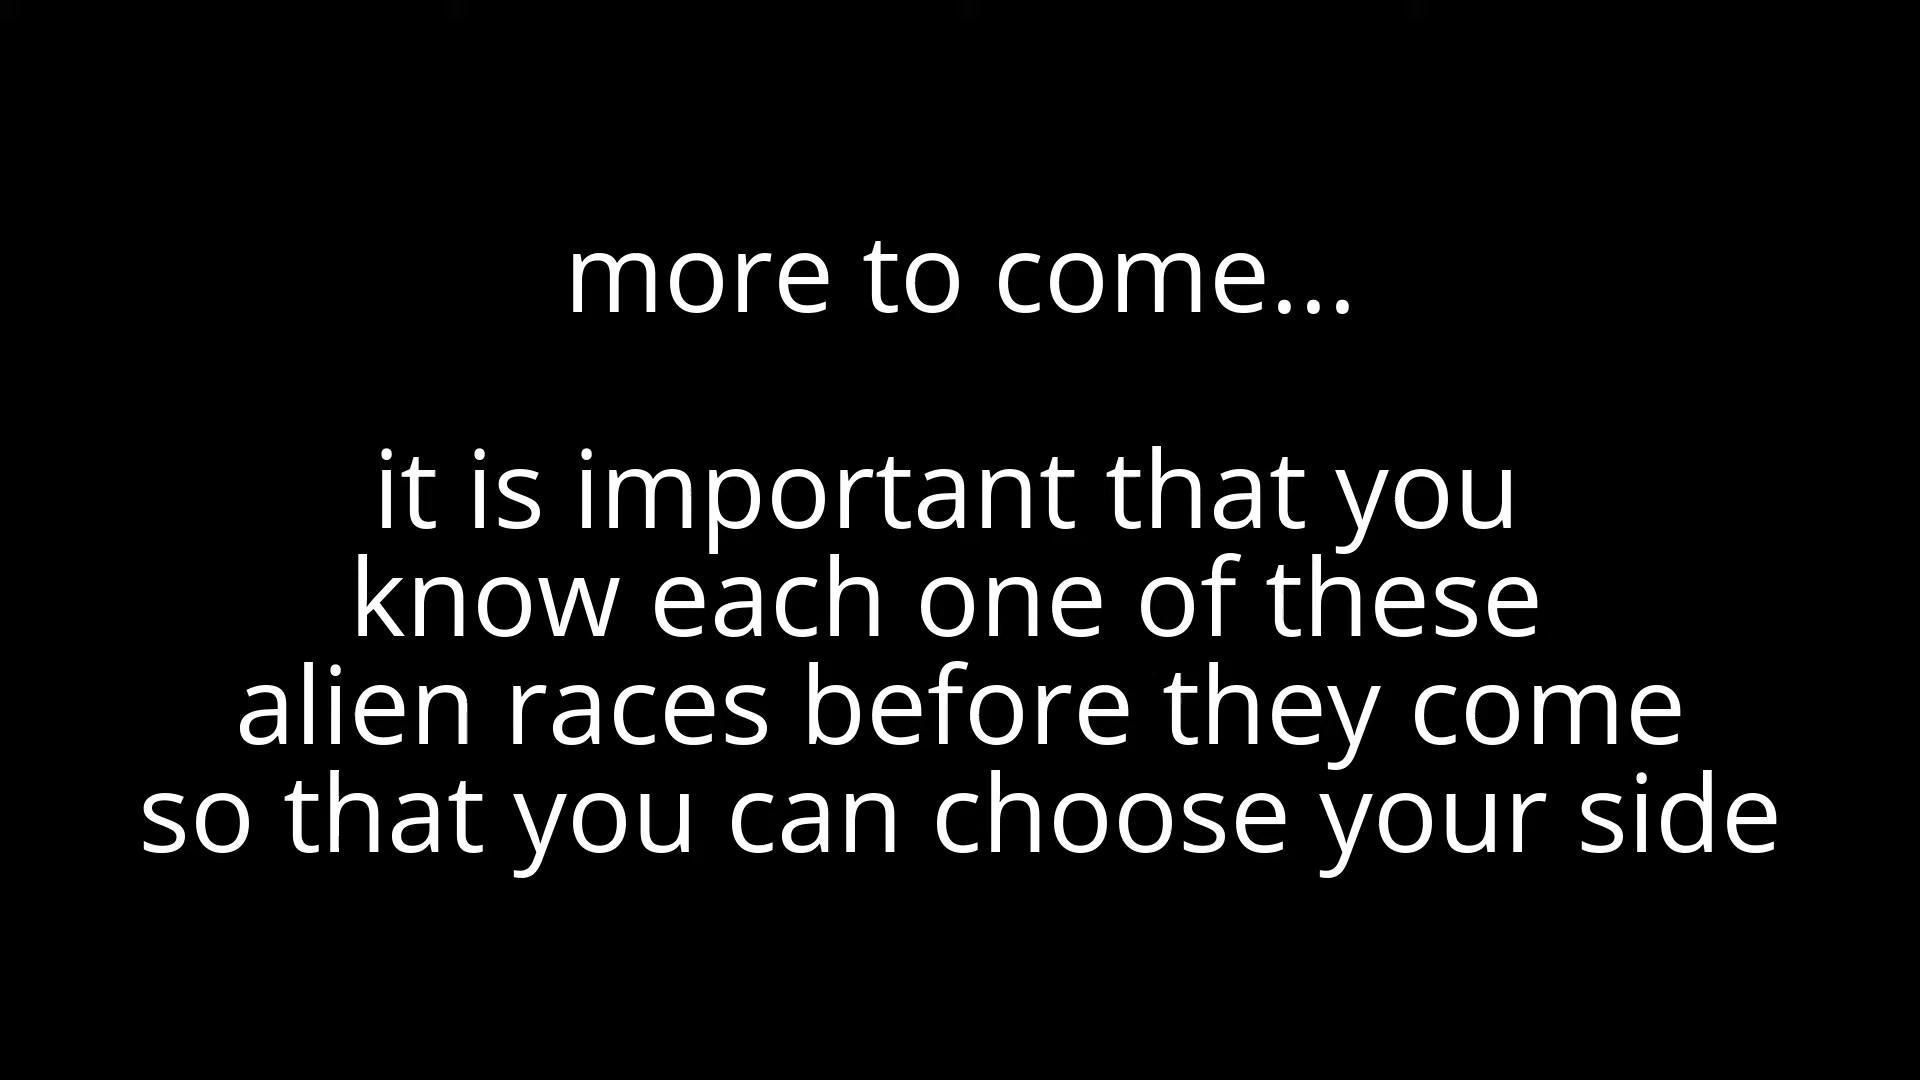 more to come...
it is important that you
know each one of these
alien races before they come
so that you can choose your side